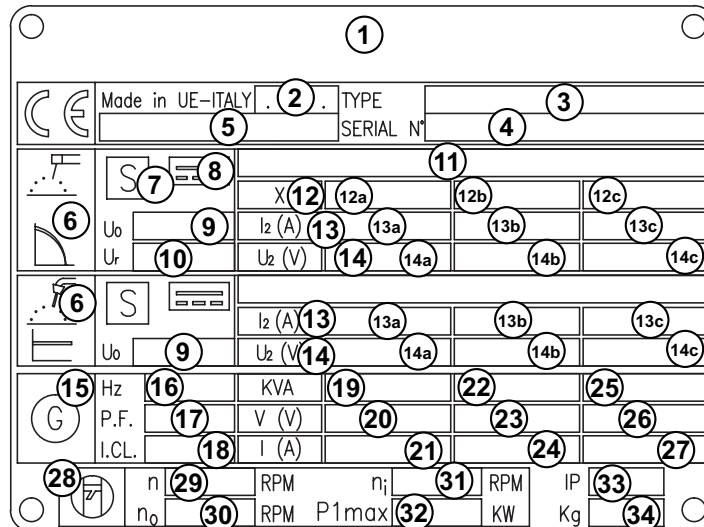 1
CE Made in UE-ITALY . 2 . TYPE 3
5 SERIAL N° 4
S 7 8 11
6 X 12 12a 12b 12c
Uo 9 I2 (A) 13 13a 13b 13c
Ur 10 U2 (V) 14 14a 14b 14c
6 S
I2 (A) 13 13a 13b 13c
Uo 9 U2 (V) 14 14a 14b 14c
15 Hz 16 KVA 19 22 25
G P.F. 17 V (V) 20 23 26
I.CL. 18 I (A) 21 24 27
28 n 29 RPM ni 31 RPM IP 33
no 30 RPM P1max 32 KW Kg 34